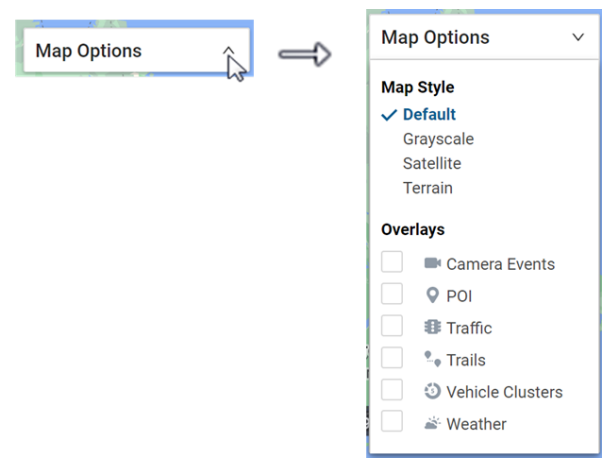 Map Options
Map Options
Map Style
Default
Grayscale
Satellite
Terrain
Overlays
Camera Events
POI
Traffic
Trails
Vehicle Clusters
Weather